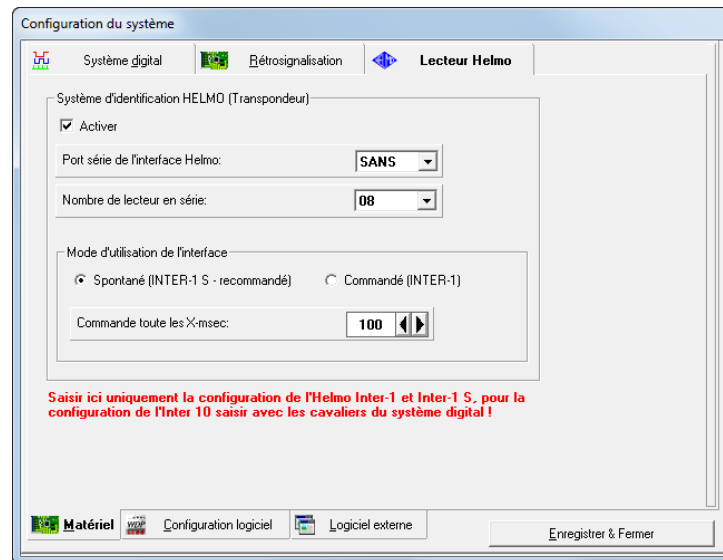 Configuration du système
Système digital
Rétrosignalisation
Lecteur Helmo
Système d'identification HELMO (Transpondeur)
Activer
Port série de l'interface Helmo:
SANS
Nombre de lecteur en série:
08
Mode d'utilisation de l'interface
Spontané (INTER-1 S - recommandé)
Commandé (INTER-1)
Commande toute les X-msec:
100
Saisir ici uniquement la configuration de l'Helmo Inter-1 et Inter-1 S, pour la
configuration de l'Inter 10 saisir avec les cavaliers du système digital !
Matériel
WDP
Configuration logiciel
Logiciel externe
Enregistrer & Fermer